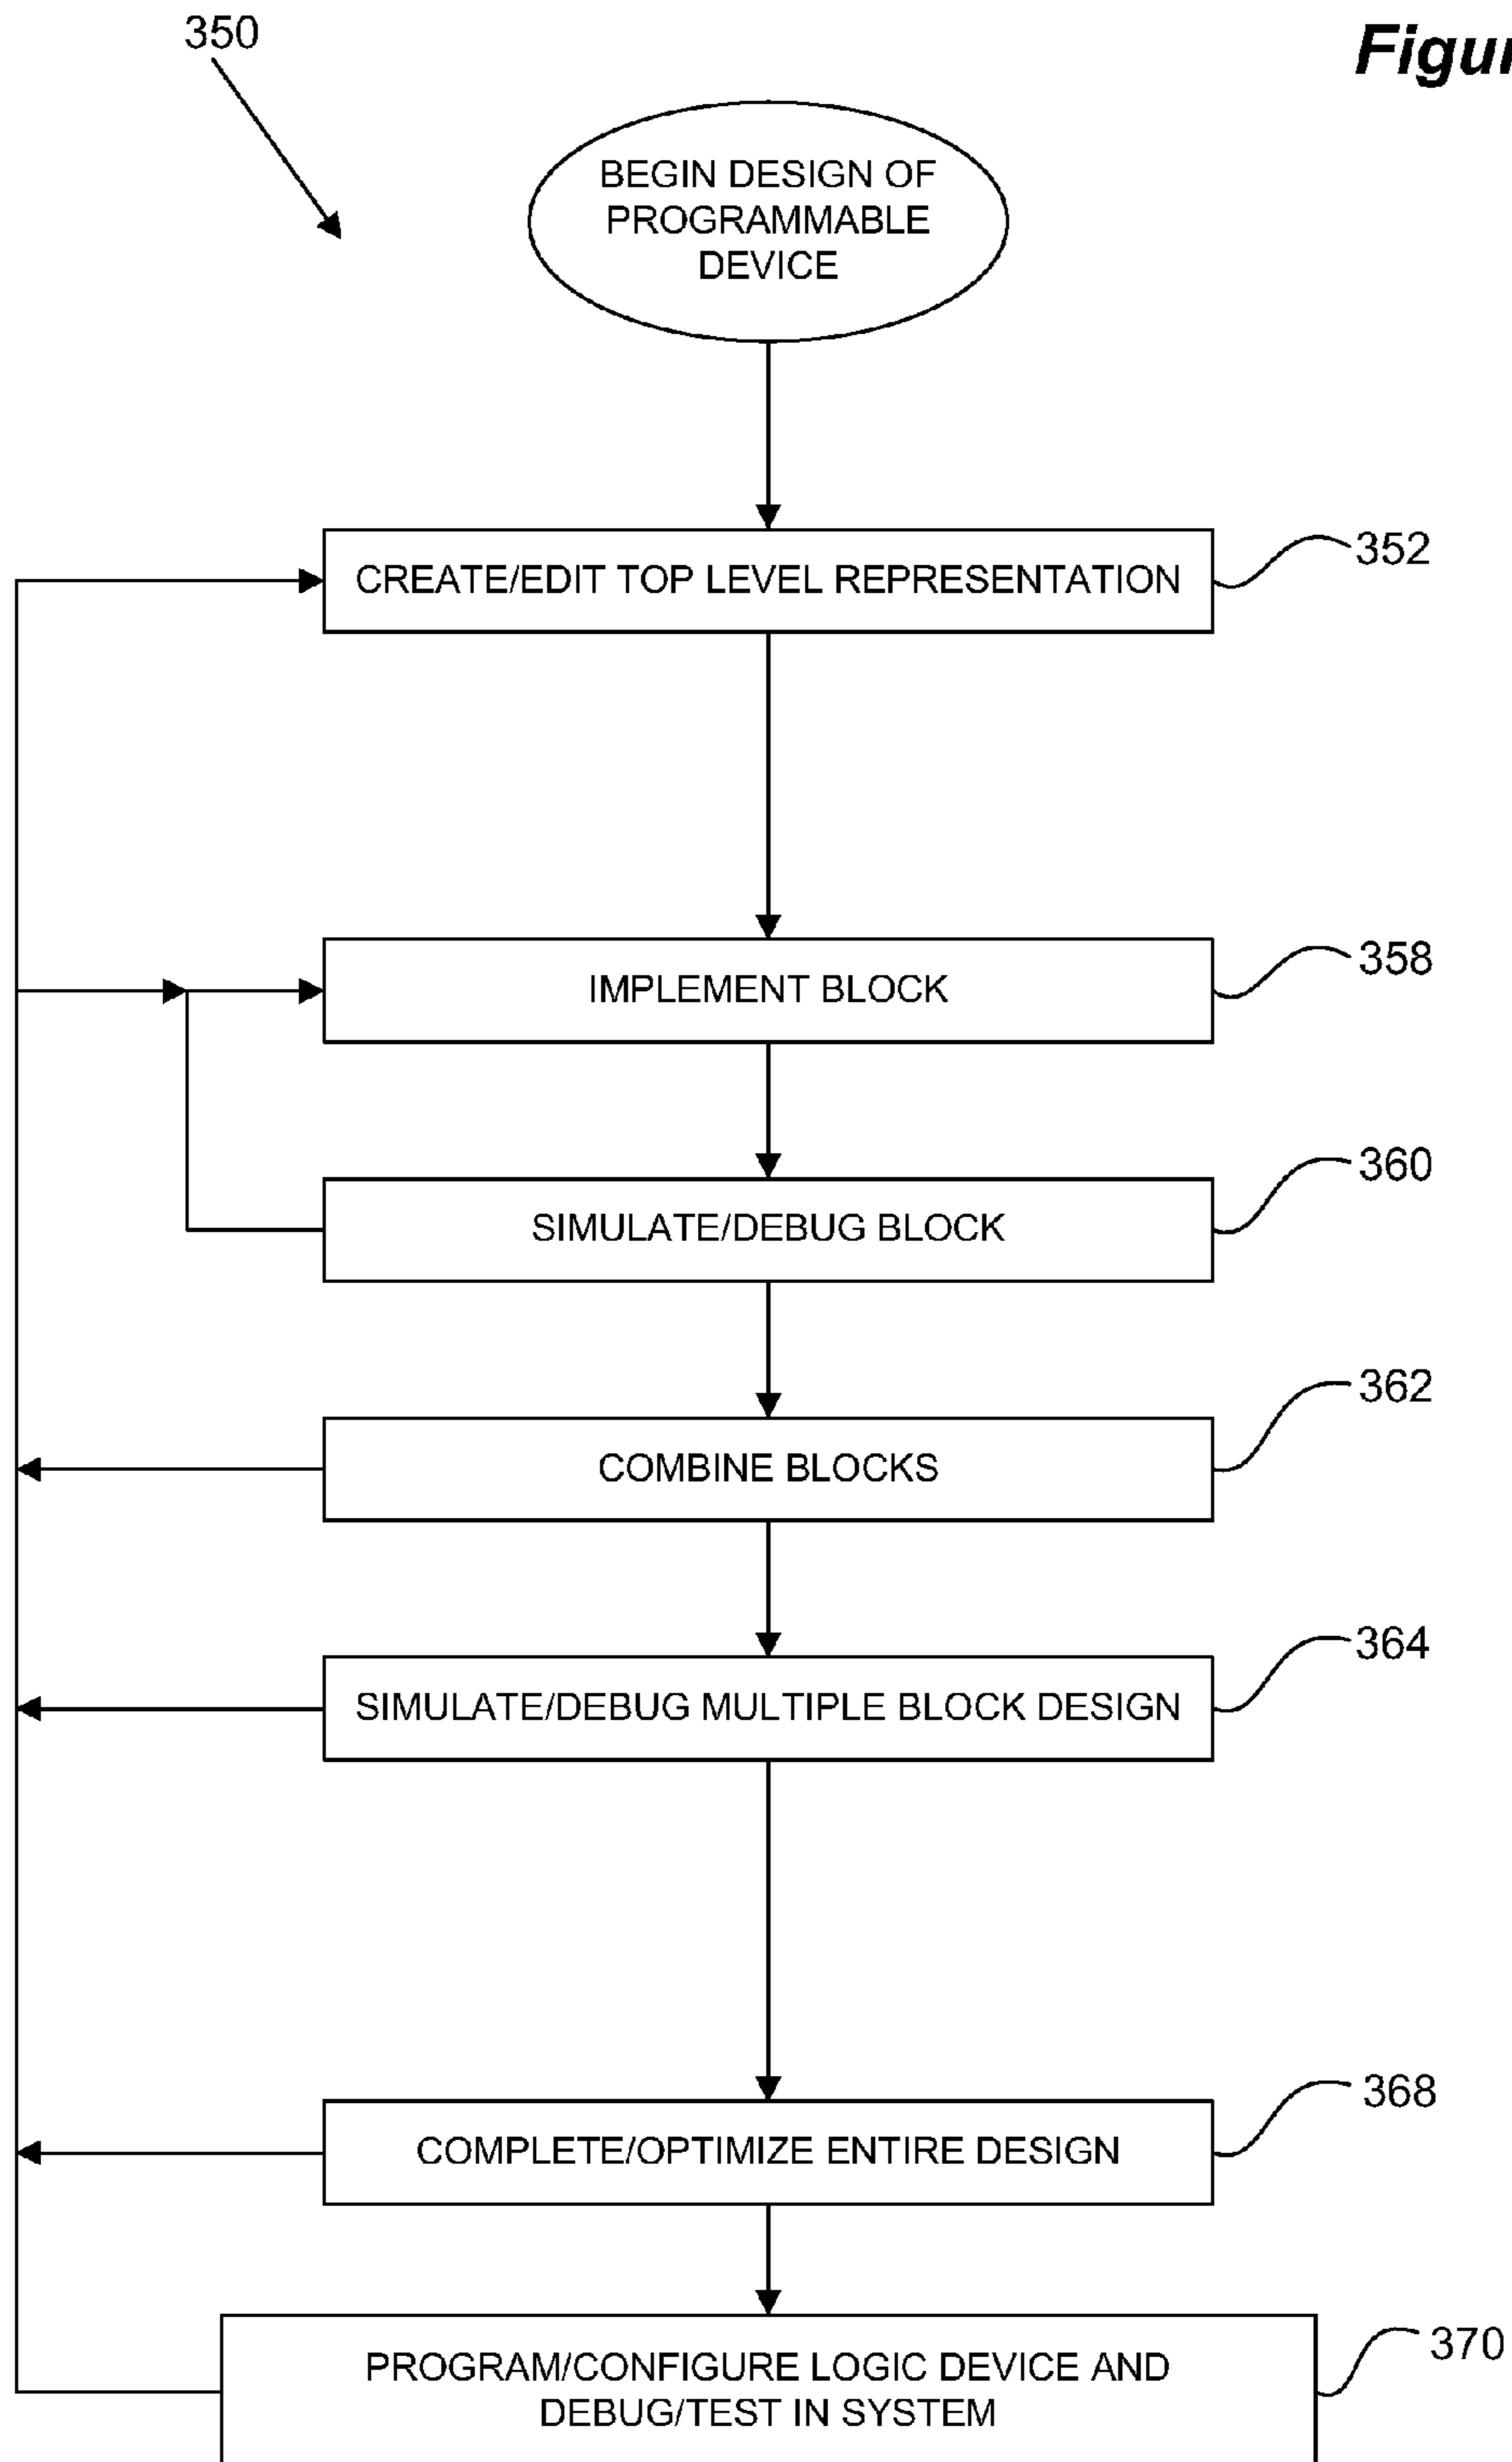 350
Figur
BEGIN DESIGN OF
PROGRAMMABLE
DEVICE
CREATE/EDIT TOP LEVEL REPRESENTATION
352
IMPLEMENT BLOCK
358
SIMULATE/DEBUG BLOCK
360
COMBINE BLOCKS
362
SIMULATE/DEBUG MULTIPLE BLOCK DESIGN
364
COMPLETE/OPTIMIZE ENTIRE DESIGN
368
PROGRAM/CONFIGURE LOGIC DEVICE AND
DEBUG/TEST IN SYSTEM
370